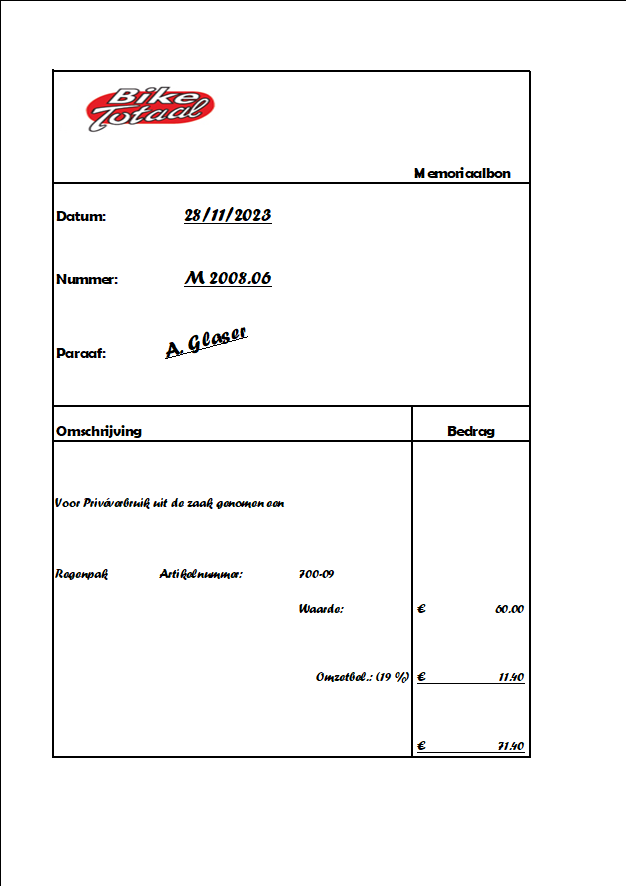 Bike
Totaal
Memoriaalbon
Datum: 28/11/2023
Nummer: M 2008.06
Paraaf: A. Glaser
Omschrijving Bedrag
Voor Privéverbruik uit de zaak genomen een
Regenpak Artikelnummer: 700-09
Waarde: € 60.00
Omzetbel.: (19 %) € 11.40
€ 71.40